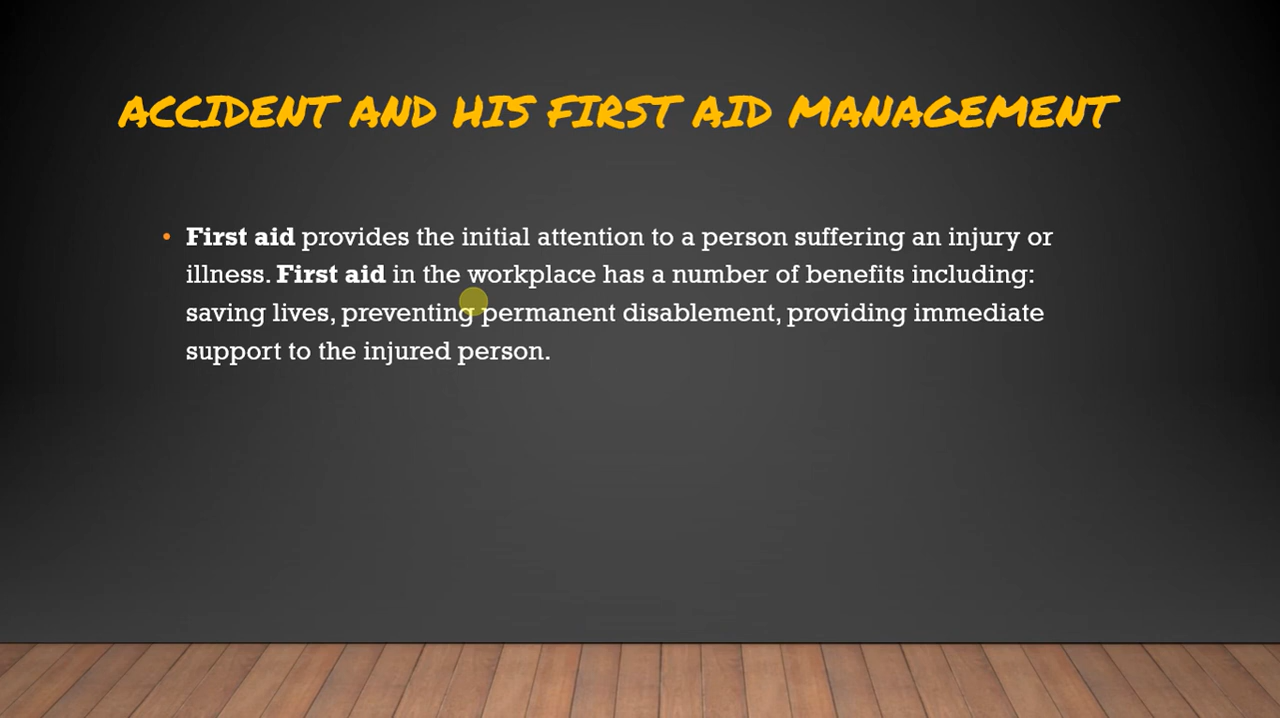 ACCIDENT AND HIS FIRST AID MANAGEMENT
• First aid provides the initial attention to a person suffering an injury or
illness. First aid in the workplace has a number of benefits including:
saving lives, preventing permanent disablement, providing immediate
support to the injured person.